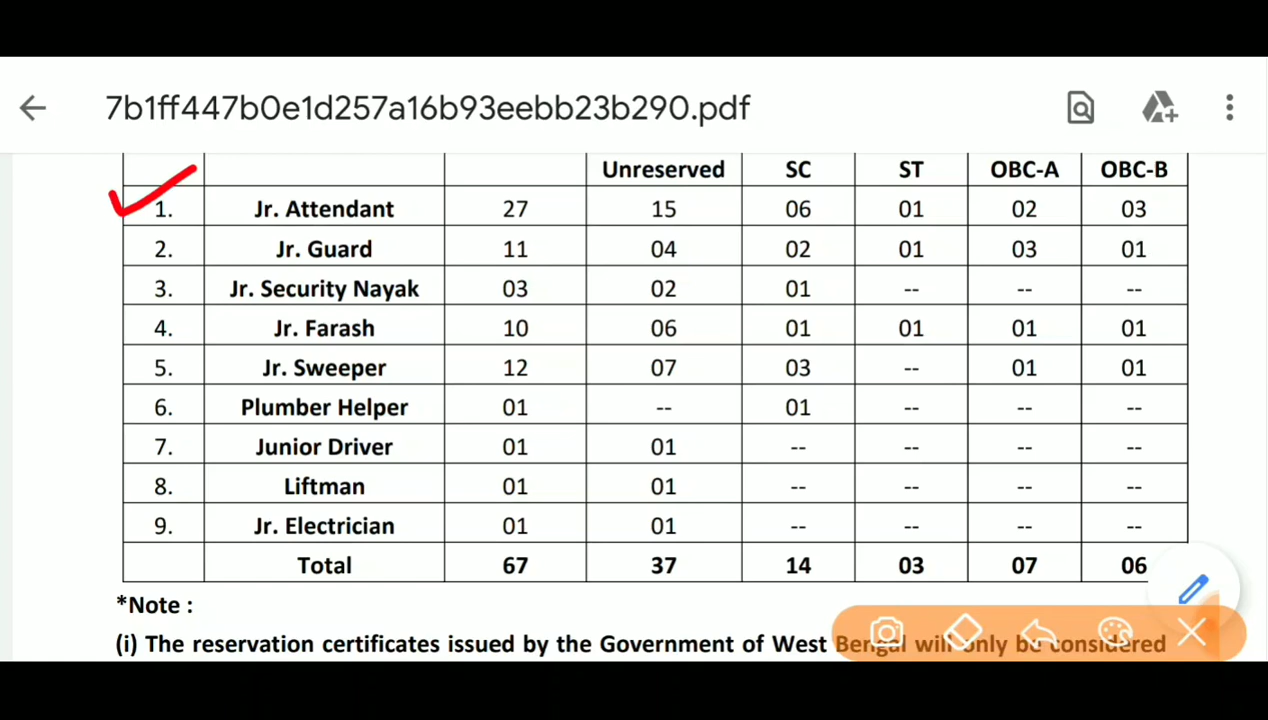 7b1ff447b0e1d257a16b93eebb23b290.pdf
Unreserved SC ST OBC-A OBC-B
1. Jr. Attendant 27 15 06 01 02 03
2. Jr. Guard 11 04 02 01 03 01
3. Jr. Security Nayak 03 02 01 -- -- --
4. Jr. Farash 10 06 01 01 01 01
5. Jr. Sweeper 12 07 03 -- 01 01
6. Plumber Helper 01 -- 01 -- -- --
7. Junior Driver 01 01 -- -- -- --
8. Liftman 01 01 -- -- -- --
9. Jr. Electrician 01 01 -- -- -- --
Total 67 37 14 03 07 06
*Note :
(i) The reservation certificates issued by the Government of West Bengal will only be considered